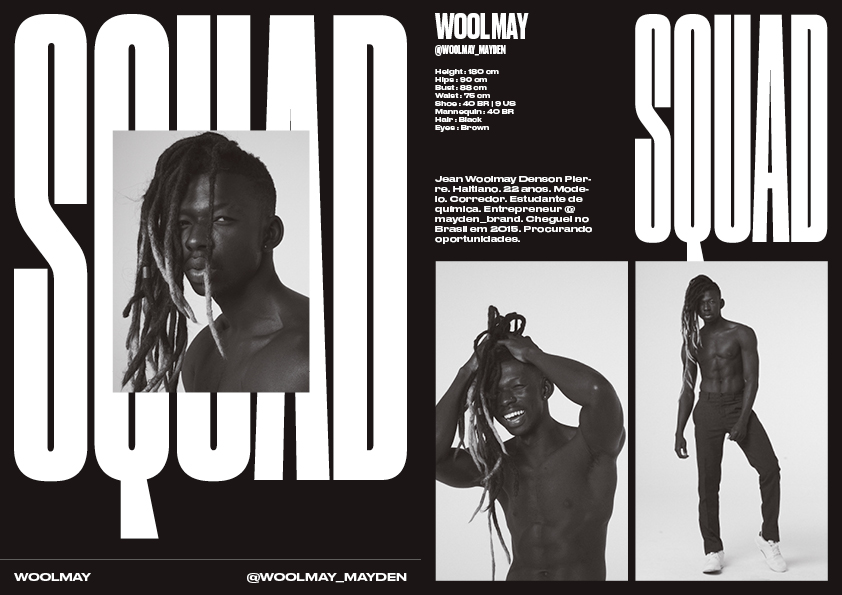 SQUAD
WOOLMAY
@WOOLMAY_MAYDEN
WOOLMAY
@WOOLMAY_MAYDEN
Height : 180 cm
Hips : 90 cm
Bust : 88 cm
Waist : 75 cm
Shoe : 40 BR | 9 US
Mannequin : 40 BR
Hair : Black
Eyes : Brown
Jean Woolmay Denson Pier-
re. Haitiano. 22 anos. Mode-
lo. Corredor. Estudante de
química. Entrepreneur @
mayden_brand. Cheguei no
Brasil em 2015. Procurando
oportunidades.
SQUAD